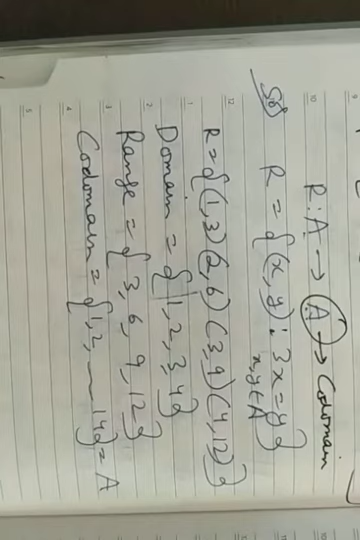 R : A → A → Codomain
Sol R = {(x, y) : 3x = y}
x, y ∈ A
R = {(1, 3) (2, 6) (3, 9) (4, 12)}
Domain = {1, 2, 3, 4}
Range = {3, 6, 9, 12}
Codomain = {1, 2, — 14} = A